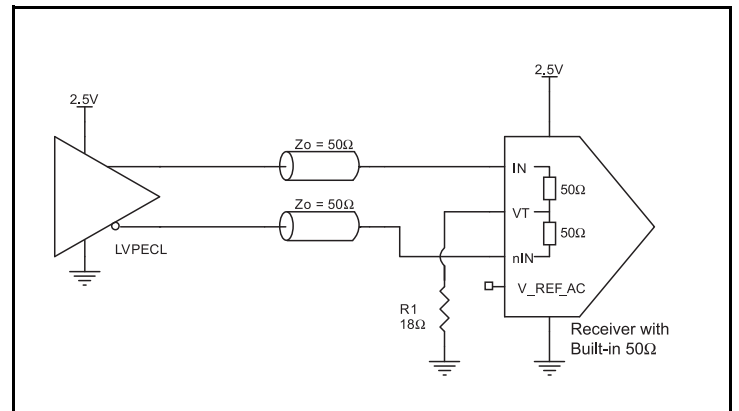 2.5V
2.5V
Zo = 50Ω
IN
50Ω
Zo = 50Ω
VT
50Ω
LVPECL
nIN
V_REF_AC
R1
18Ω
Receiver with
Built-in 50Ω